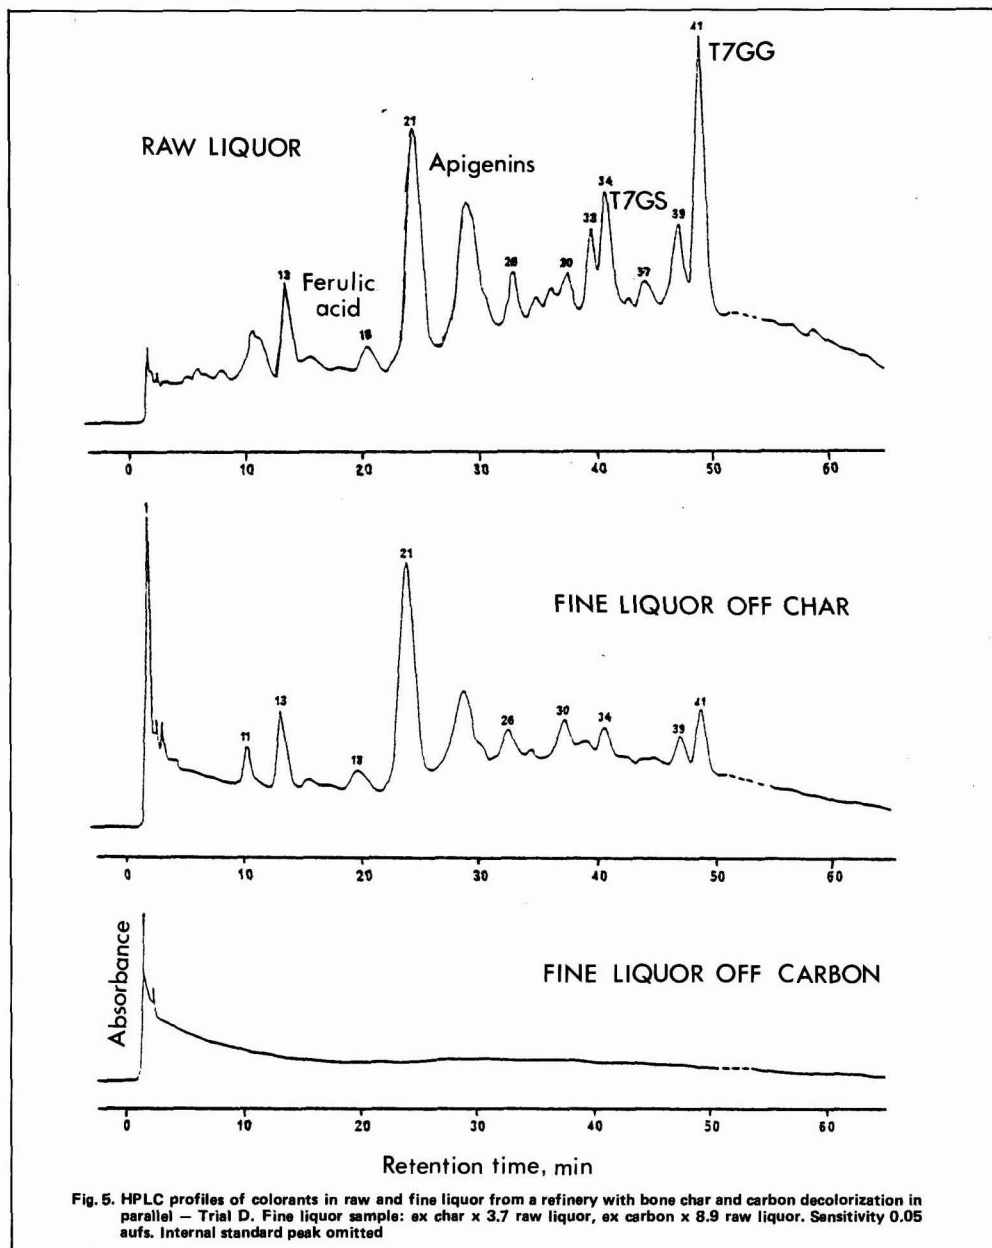 41
T7GG
RAW LIQUOR
21
Apigenins
34
T7GS
33
39
13
Ferulic
acid
26
30
37
18
0 10 20 30 40 50 60
1
21
FINE LIQUOR OFF CHAR
13
11
18
26
30
34
39
41
0 10 20 30 40 50 60
Absorbance
FINE LIQUOR OFF CARBON
0 10 20 30 40 50 60
Retention time, min
Fig. 5. HPLC profiles of colorants in raw and fine liquor from a refinery with bone char and carbon decolorization in
parallel — Trial D. Fine liquor sample: ex char x 3.7 raw liquor, ex carbon x 8.9 raw liquor. Sensitivity 0.05
aufs. Internal standard peak omitted